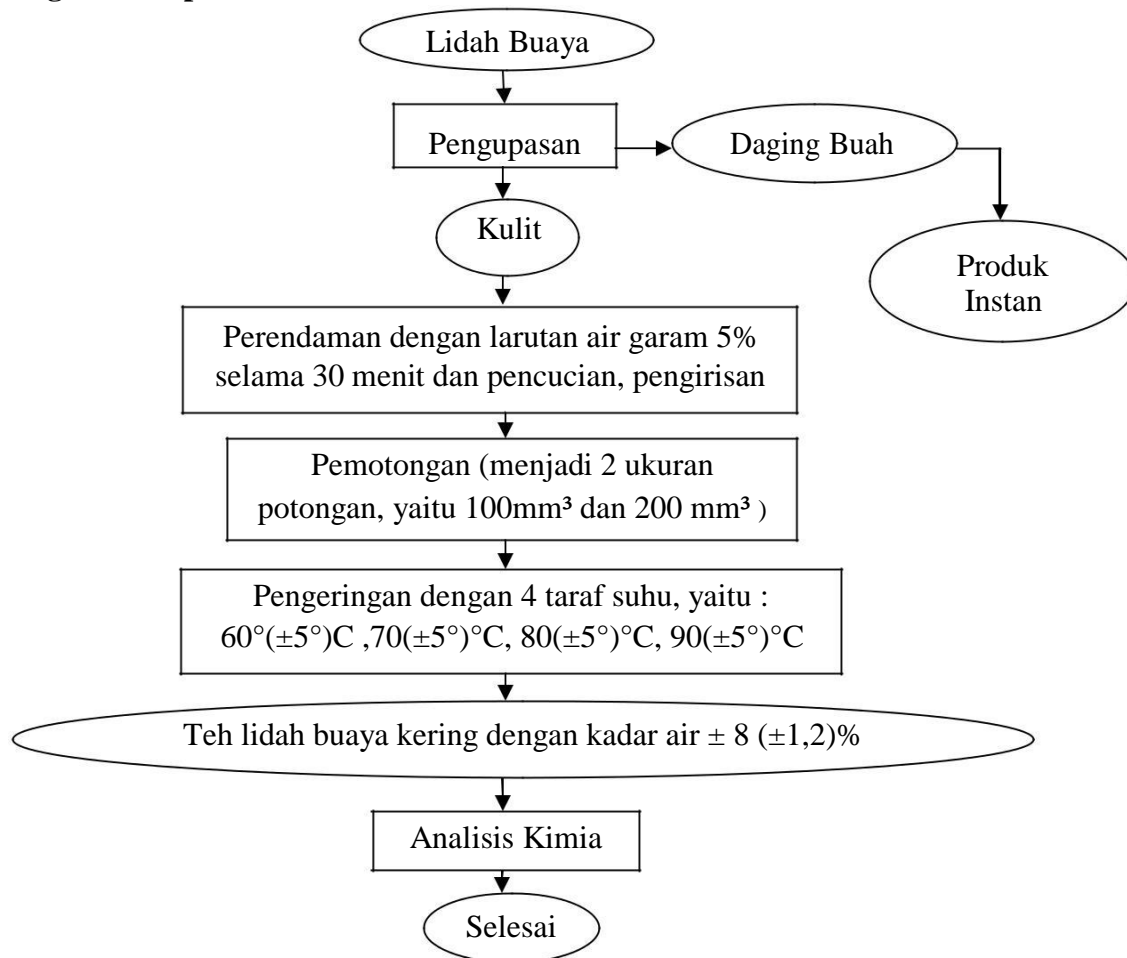 Lidah Buaya
Pengupasan
Daging Buah
Kulit
Produk
Instan
Perendaman dengan larutan air garam 5%
selama 30 menit dan pencucian, pengirisan
Pemotongan (menjadi 2 ukuran
potongan, yaitu 100mm³ dan 200 mm³ )
Pengeringan dengan 4 taraf suhu, yaitu :
60°(±5°)C ,70(±5°)°C, 80(±5°)°C, 90(±5°)°C
Teh lidah buaya kering dengan kadar air ± 8 (±1,2)%
Analisis Kimia
Selesai